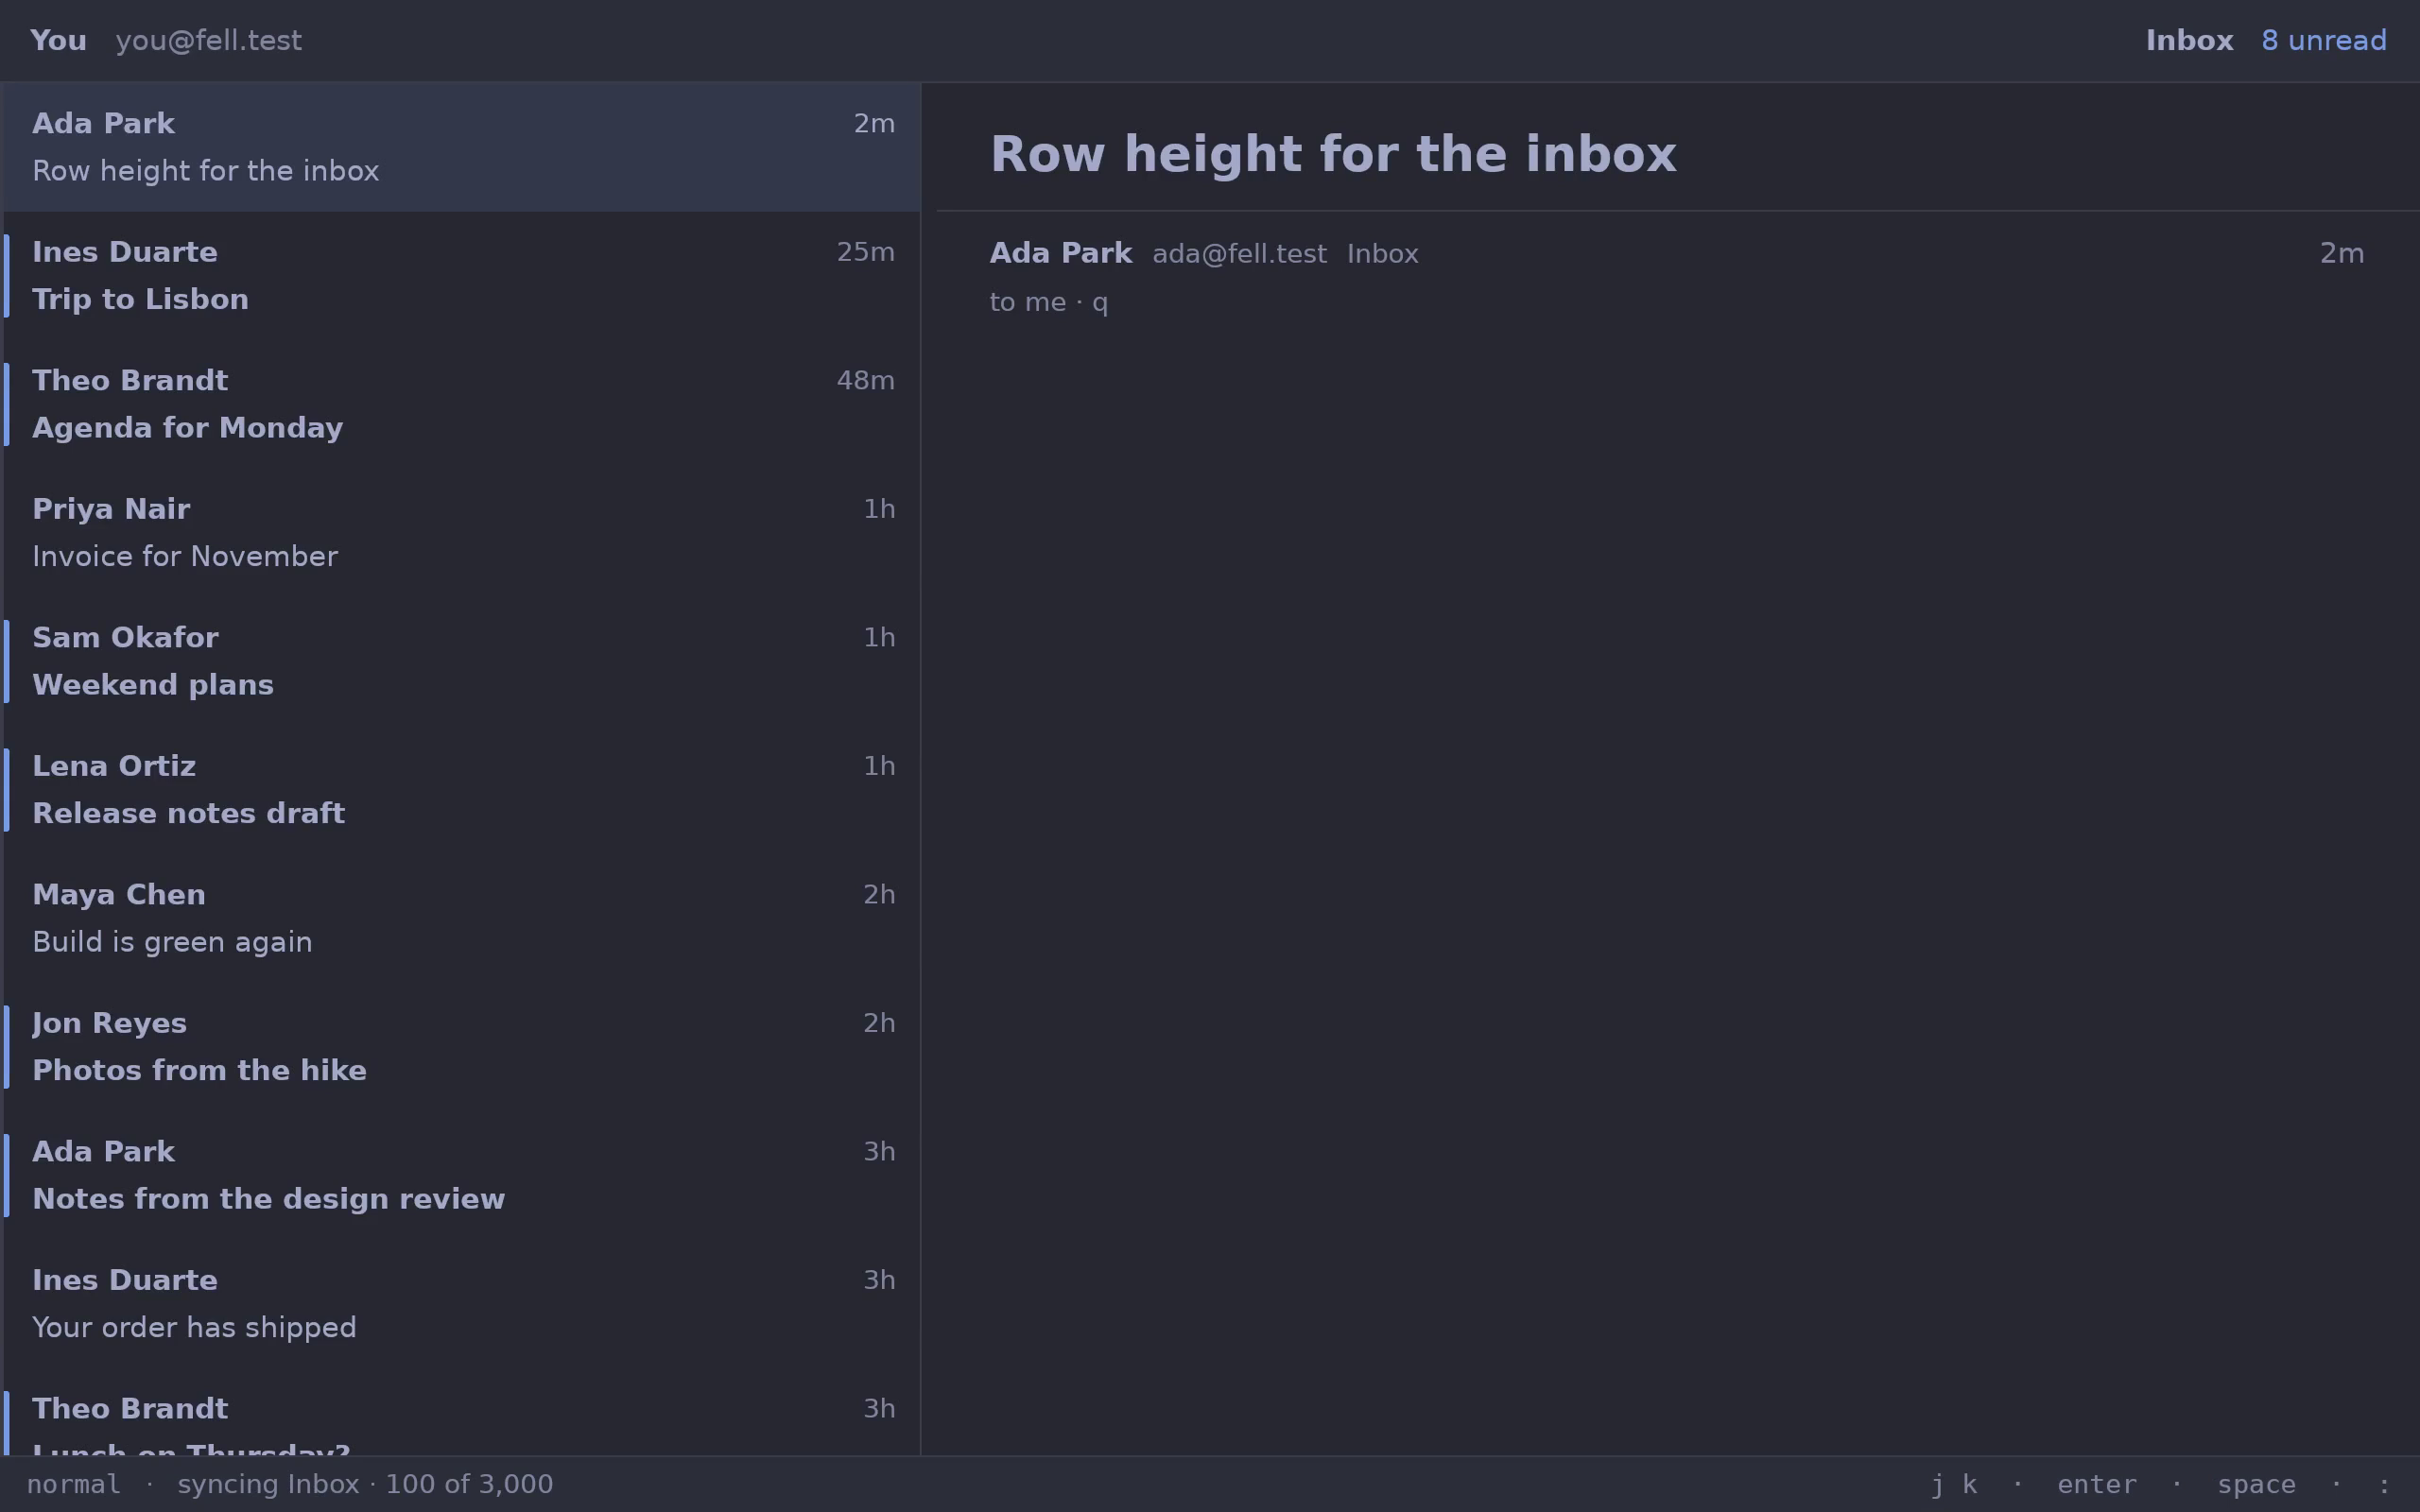 You you@fell.test Inbox 8 unread
Ada Park 2m
Row height for the inbox
Ines Duarte 25m
Trip to Lisbon
Theo Brandt 48m
Agenda for Monday
Priya Nair 1h
Invoice for November
Sam Okafor 1h
Weekend plans
Lena Ortiz 1h
Release notes draft
Maya Chen 2h
Build is green again
Jon Reyes 2h
Photos from the hike
Ada Park 3h
Notes from the design review
Ines Duarte 3h
Your order has shipped
Theo Brandt 3h
Lunch on Thursday?
Row height for the inbox
Ada Park ada@fell.test Inbox 2m
to me · q
normal · syncing Inbox · 100 of 3,000 j k · enter · space · :